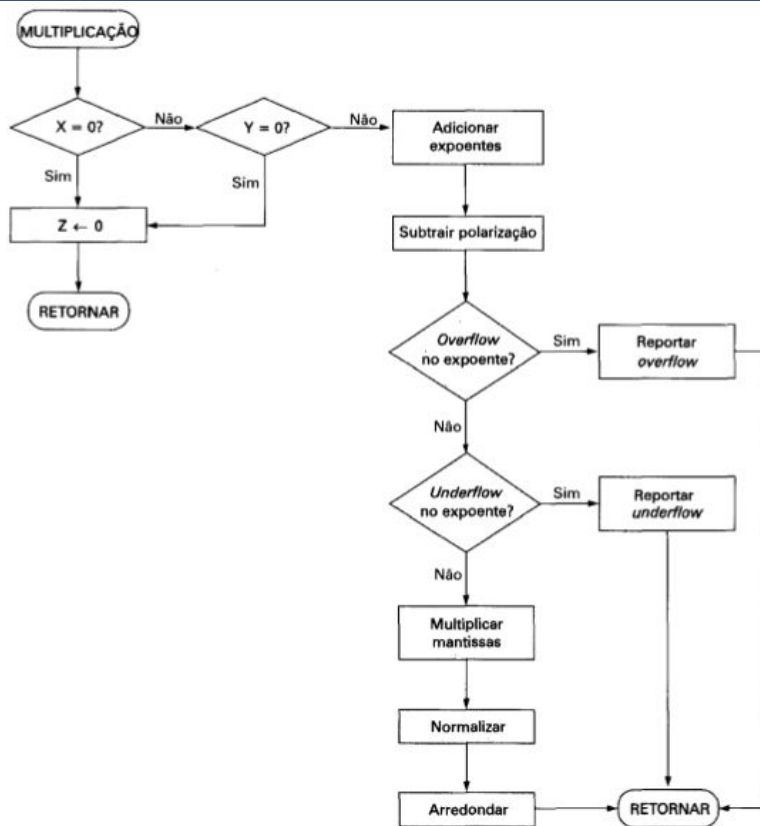 MULTIPLICAÇÃO
X = 0?
Não
Y = 0?
Não
Adicionar
expoentes
Sim
Sim
Z ← 0
Subtrair polarização
RETORNAR
Overflow
no expoente?
Sim
Reportar
overflow
Não
Underflow
no expoente?
Sim
Reportar
underflow
Não
Multiplicar
mantissas
Normalizar
Arredondar
RETORNAR